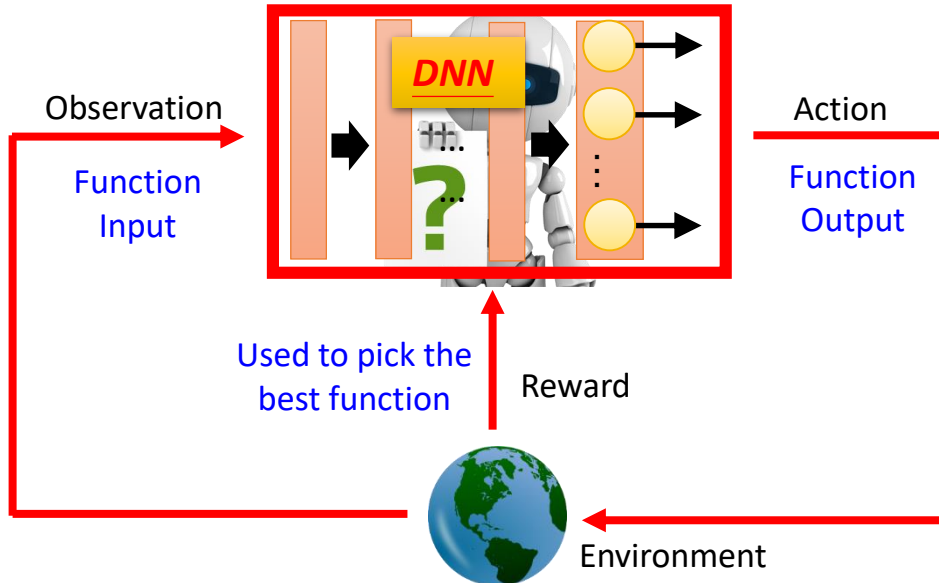 DNN
Observation
Function
Input
...
...
⋮
Action
Function
Output
?
Used to pick the
best function
Reward
Environment